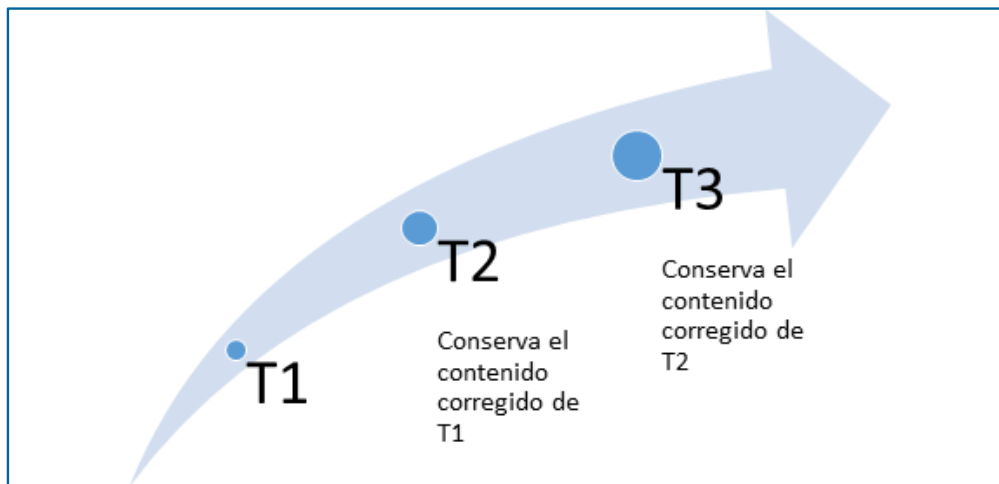 T1
T2
Conserva el
contenido
corregido de
T1
T3
Conserva el
contenido
corregido de
T2